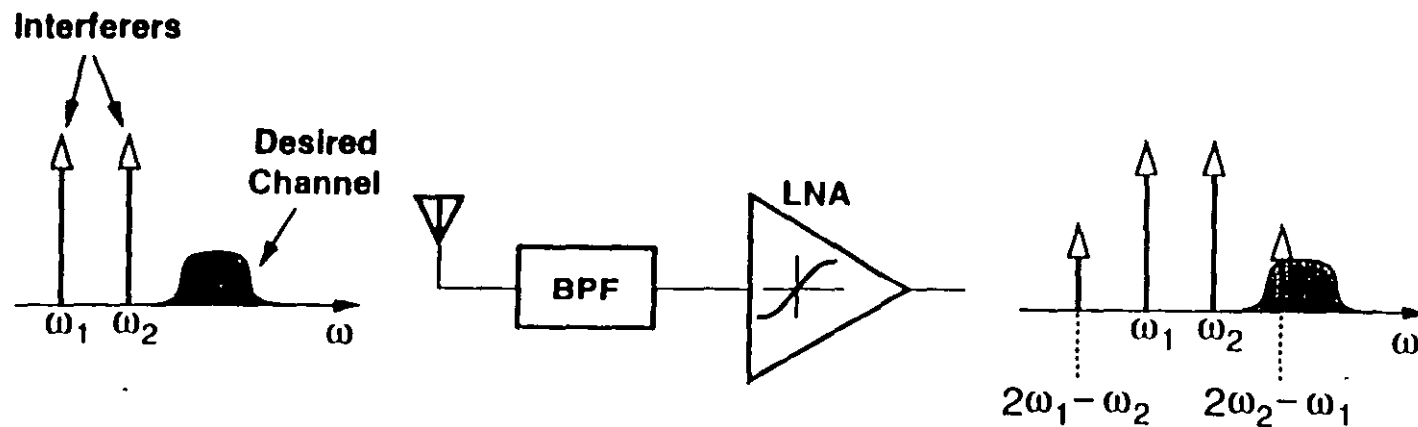 Interferers
Desired
Channel
ω₁ ω₂ ω
BPF
LNA
ω₁ ω₂ ω
2ω₁−ω₂ 2ω₂−ω₁